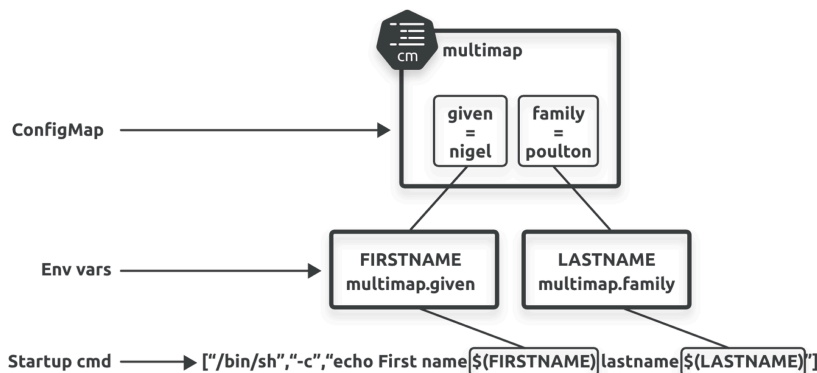 cm
multimap
given
=
nigel
family
=
poulton
ConfigMap
FIRSTNAME
multimap.given
LASTNAME
multimap.family
Env vars
Startup cmd
[“/bin/sh”,“-c”,“echo First name $(FIRSTNAME) lastname $(LASTNAME)”]